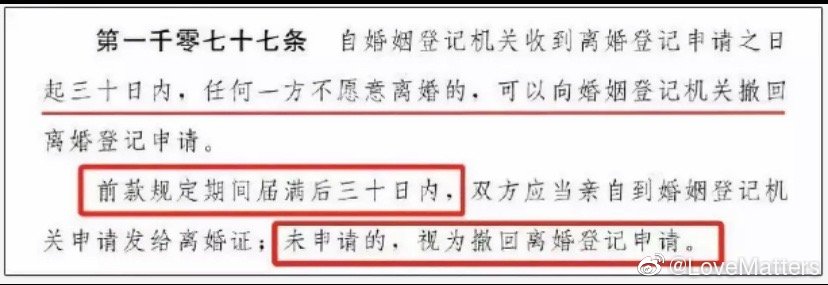 第一千零七十七条 自婚姻登记机关收到离婚登记申请之日
起三十日内，任何一方不愿意离婚的，可以向婚姻登记机关撤回
离婚登记申请。
前款规定期间届满后三十日内，双方应当亲自到婚姻登记机
关申请发给离婚证；未申请的，视为撤回离婚登记申请。
@LoveMatters